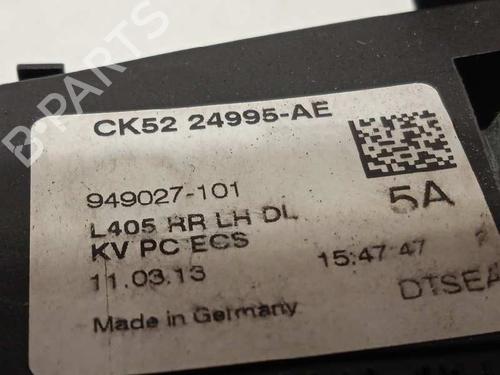 CK52 24995-AE
949027-101
5A
L405 RR LH DL
KV PC ECS
11.03.13
15:47:47
DTSEA
Made in Germany
B-PARTS